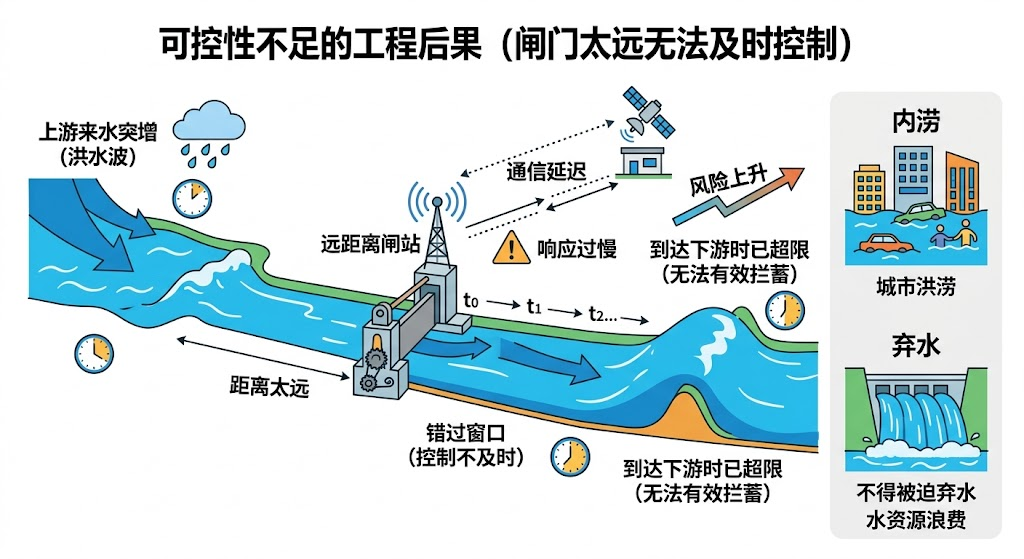 可控性不足的工程后果（闸门太远无法及时控制）
上游来水突增
（洪水波）
通信延迟
远距离闸站
响应过慢
风险上升
到达下游时已超限
（无法有效拦蓄）
t₀
t₁
t₂...
距离太远
错过窗口
（控制不及时）
到达下游时已超限
（无法有效拦蓄）
内涝
城市洪涝
弃水
不得被迫弃水
水资源浪费